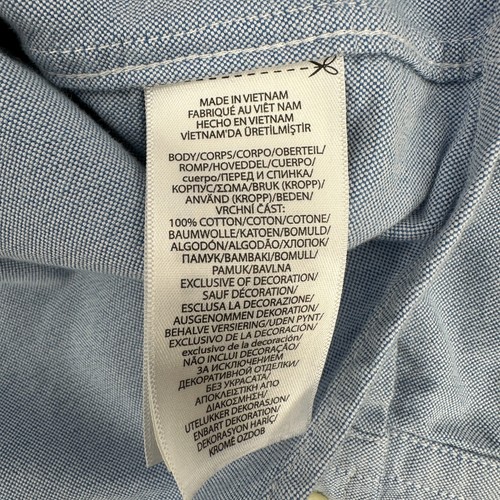 MADE IN VIETNAM
FABRIQUÉ AU VIÊT NAM
HECHO EN VIETNAM
VİETNAM'DA ÜRETİLMİŞTİR
BODY/CORPS/CORPO/OBERTEIL/
ROMP/HOVEDDEL/CUERPO/
cuerpo/ПЕРЕД И СПИНКА/
КОРПУС/ΣΩΜΑ/BRUK (KROPP)/
ANVÄND (KROPP)/BEDEN/
VRCHNÍ ČÁST:
100% COTTON/COTON/COTONE/
BAUMWOLLE/KATOEN/BOMULD/
ALGODÓN/ALGODÃO/ХЛОПОК/
ПАМУК/ΒΑΜΒΑΚΙ/BOMULL/
PAMUK/BAVLNA
EXCLUSIVE OF DECORATION/
SAUF DÉCORATION/
ESCLUSA LA DECORAZIONE/
AUSGENOMMEN DEKORATION/
BEHALVE VERSIERING/UDEN PYNT/
EXCLUSIVO DE LA DECORACIÓN/
exclusivo de la decoración/
NÃO INCLUI DECORAÇÃO/
ЗА ИСКЛЮЧЕНИЕМ
ДЕКОРАТИВНОЙ ОТДЕЛКИ/
БЕЗ УКРАСАТА/
ΑΠΟΚΛΕΙΣΤΙΚΗ ΑΠΟ
ΔΙΑΚΟΣΜΗΣΗ/
UTELUKKER DEKORASJON/
ENBART DEKORATION/
DEKORASYON HARİÇ/
KROMĚ OZDOB